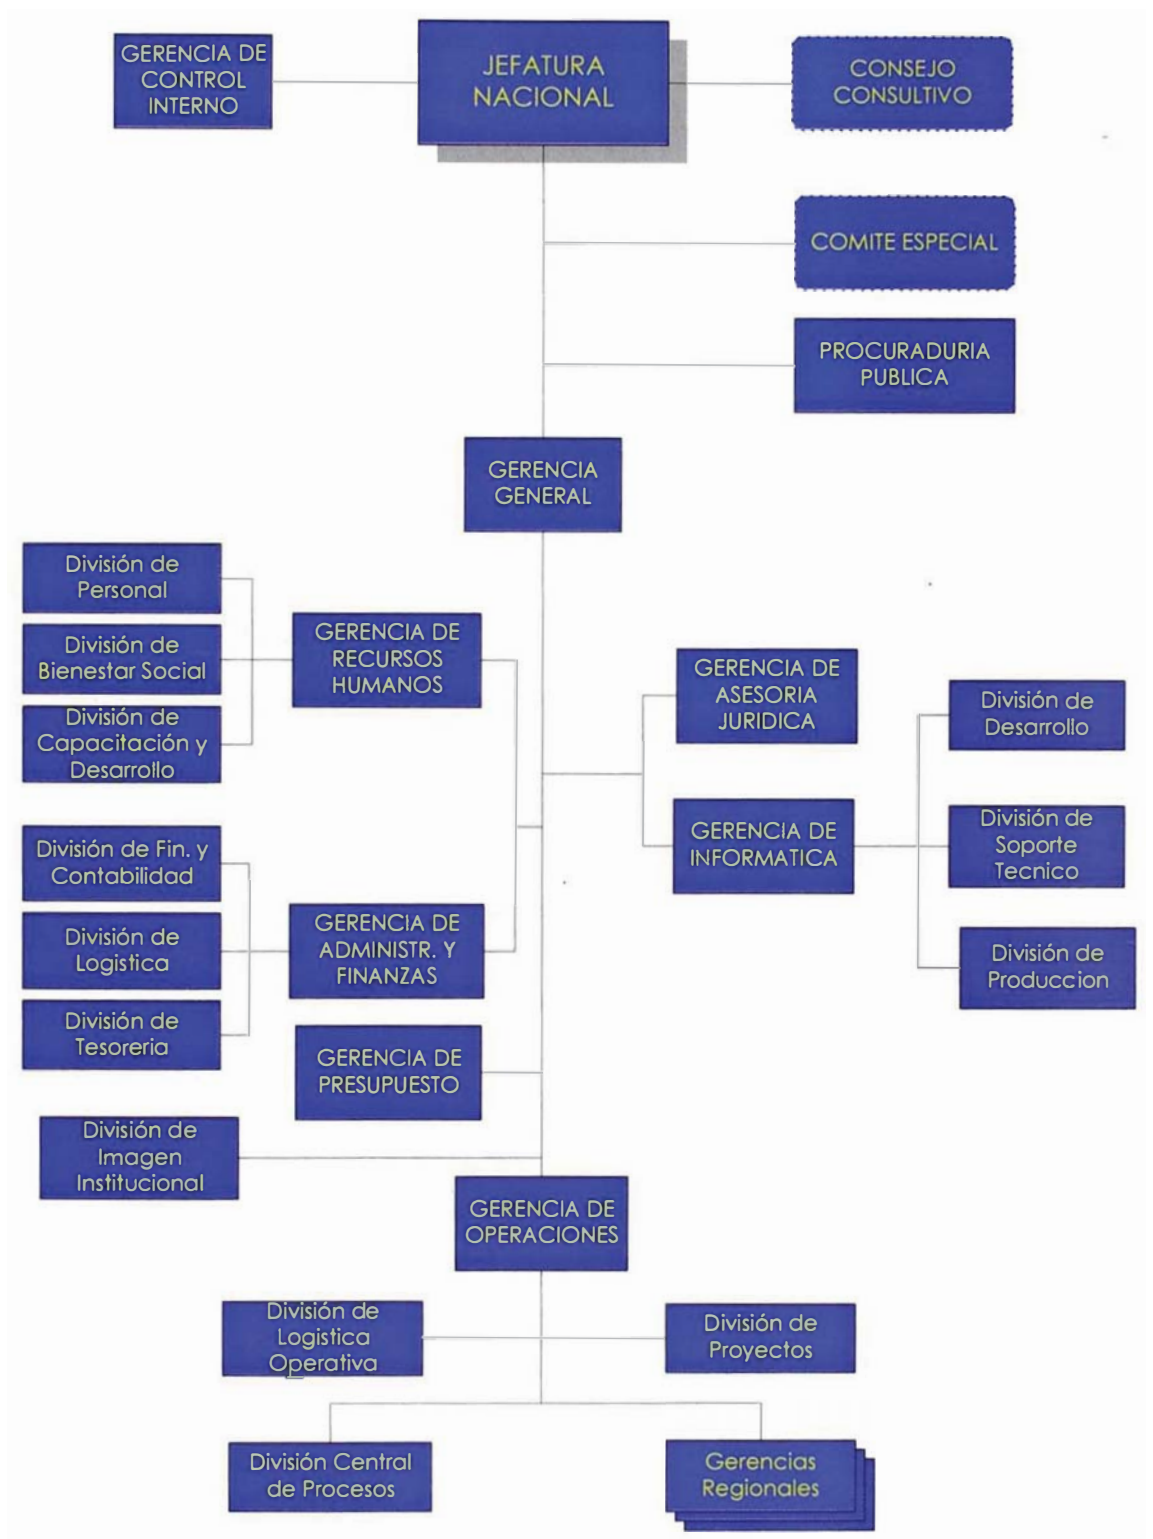 GERENCIA DE
CONTROL
INTERNO
JEFATURA
NACIONAL
CONSEJO
CONSULTIVO
COMITE ESPECIAL
PROCURADURIA
PUBLICA
GERENCIA
GENERAL
División de
Personal
División de
Bienestar Social
División de
Capacitación y
Desarrollo
GERENCIA DE
RECURSOS
HUMANOS
GERENCIA DE
ASESORIA
JURIDICA
División de
Desarrollo
GERENCIA DE
INFORMATICA
División de
Soporte
Tecnico
División de
Produccion
División de Fin. y
Contabilidad
División de
Logistica
División de
Tesoreria
GERENCIA DE
ADMINISTR. Y
FINANZAS
GERENCIA DE
PRESUPUESTO
División de
Imagen
Institucional
GERENCIA DE
OPERACIONES
División de
Logistica
Operativa
División de
Proyectos
División Central
de Procesos
Gerencias
Regionales